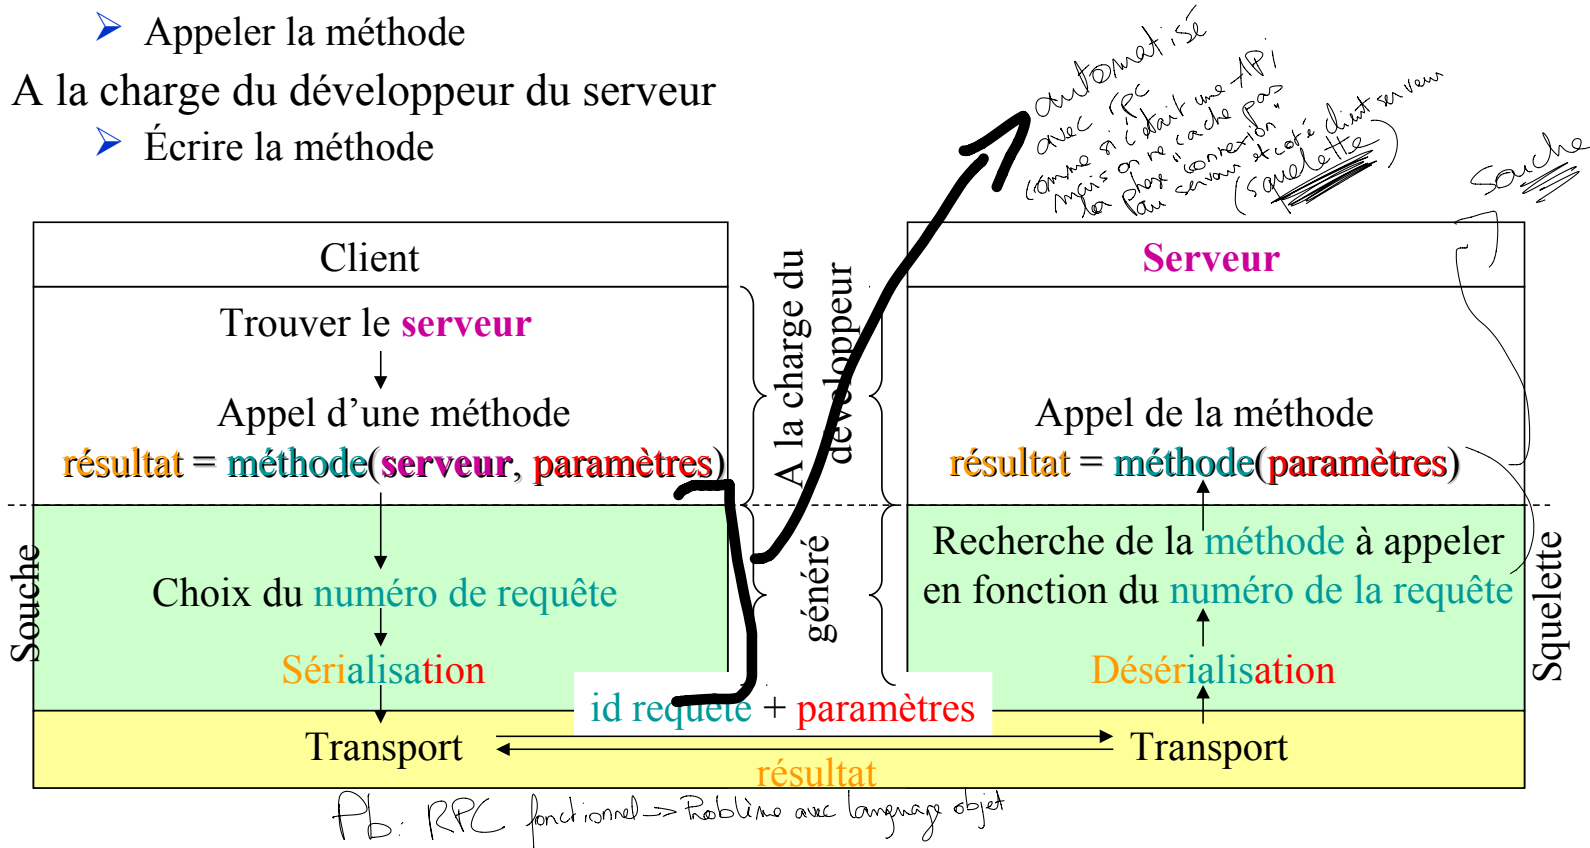 ➢ Appeler la méthode
A la charge du développeur du serveur
➢ Écrire la méthode
automatisé
avec rpc
comme si c'était une API
mais on ne cache pas
la phase "connexion"
au serveur et coté client serveur
(squelette)
souche
Client
Trouver le serveur
Appel d'une méthode
résultat = méthode(serveur, paramètres)
Souche
Choix du numéro de requête
Sérialisation
Transport
A la charge du
développeur
généré
id requête + paramètres
résultat
Serveur
Appel de la méthode
résultat = méthode(paramètres)
Recherche de la méthode à appeler
en fonction du numéro de la requête
Désérialisation
Squelette
Transport
Pb: RPC fonctionnel -> Problème avec language objet